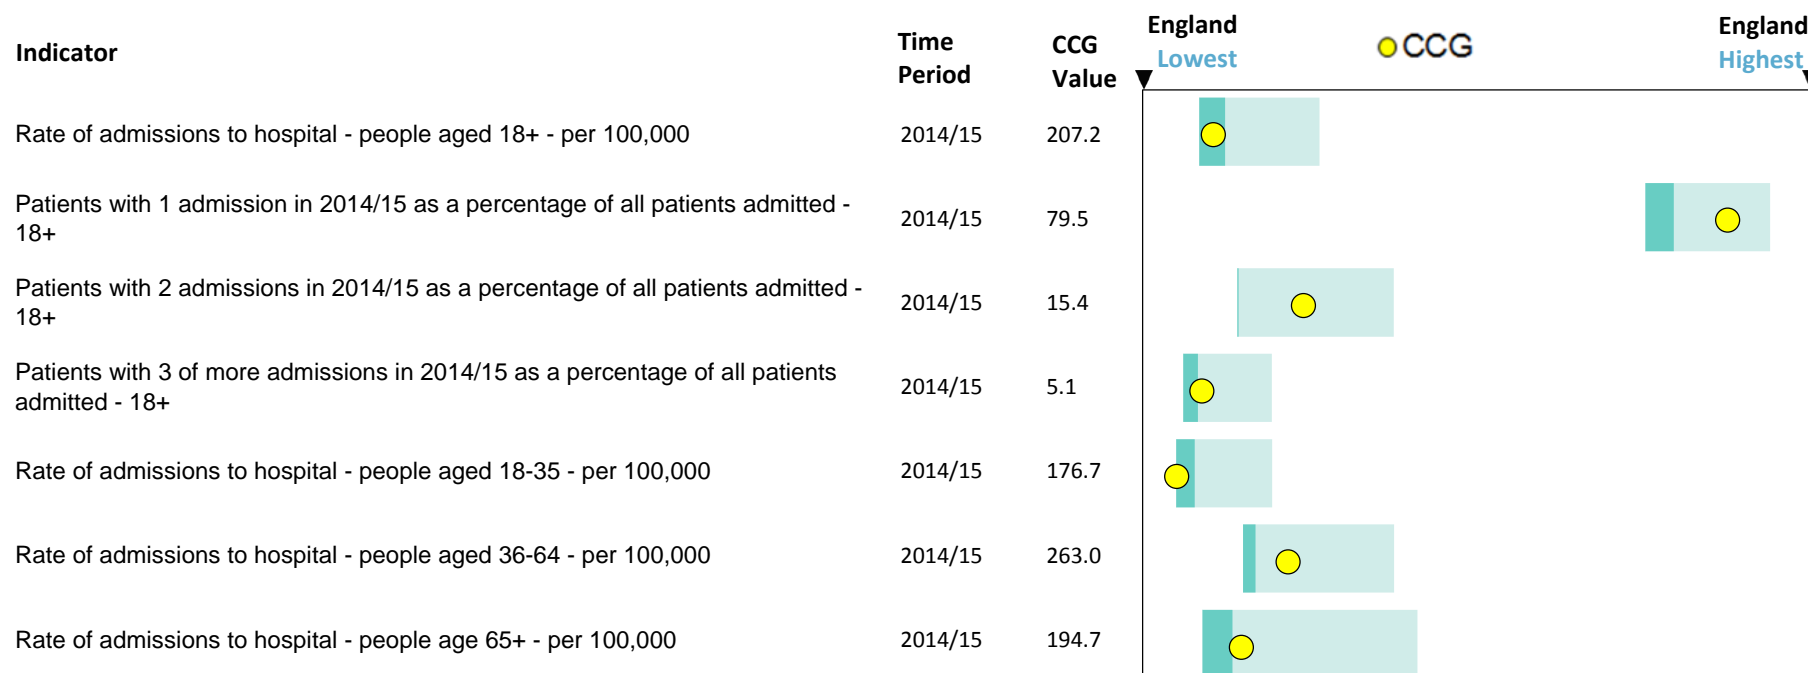 Indicator
Time
Period
CCG
Value
England
Lowest
CCG
England
Highest
Rate of admissions to hospital - people aged 18+ - per 100,000 2014/15 207.2
Patients with 1 admission in 2014/15 as a percentage of all patients admitted -
18+
2014/15 79.5
Patients with 2 admissions in 2014/15 as a percentage of all patients admitted -
18+
2014/15 15.4
Patients with 3 of more admissions in 2014/15 as a percentage of all patients
admitted - 18+
2014/15 5.1
Rate of admissions to hospital - people aged 18-35 - per 100,000 2014/15 176.7
Rate of admissions to hospital - people aged 36-64 - per 100,000 2014/15 263.0
Rate of admissions to hospital - people age 65+ - per 100,000 2014/15 194.7